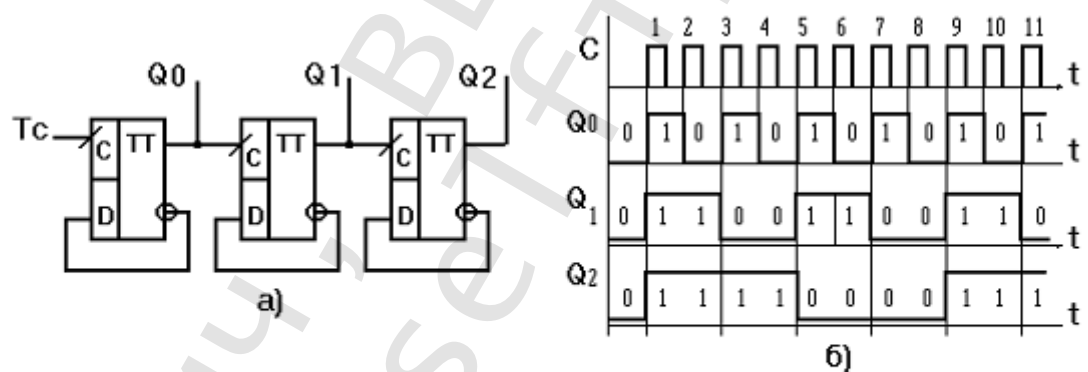 Q0 Q1 Q2
Tc
C TT C TT C TT
D D D
а)
1 2 3 4 5 6 7 8 9 10 11
C t
Q0 0 1 0 1 0 1 0 1 0 1 0 1 t
Q1 0 1 1 0 0 1 1 0 0 1 1 0 t
Q2 0 1 1 1 1 0 0 0 0 1 1 1 t
б)